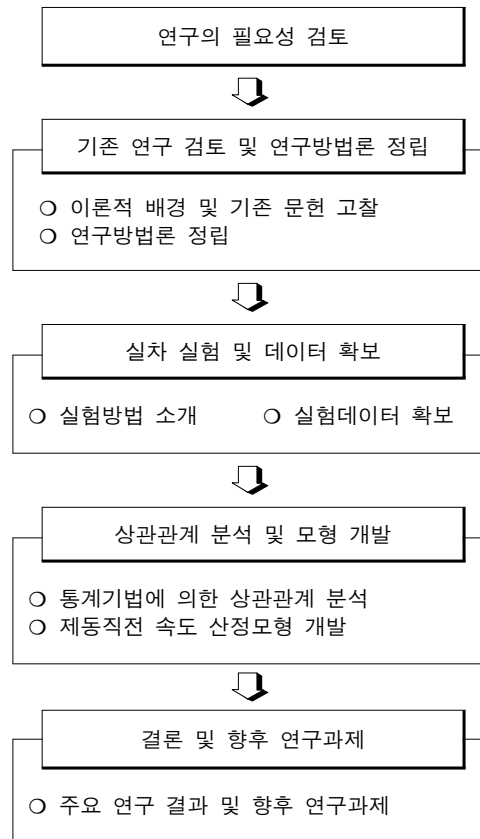 연구의 필요성 검토
기존 연구 검토 및 연구방법론 정립
❍ 이론적 배경 및 기존 문헌 고찰
❍ 연구방법론 정립
실차 실험 및 데이터 확보
❍ 실험방법 소개 ❍ 실험데이터 확보
상관관계 분석 및 모형 개발
❍ 통계기법에 의한 상관관계 분석
❍ 제동직전 속도 산정모형 개발
결론 및 향후 연구과제
❍ 주요 연구 결과 및 향후 연구과제